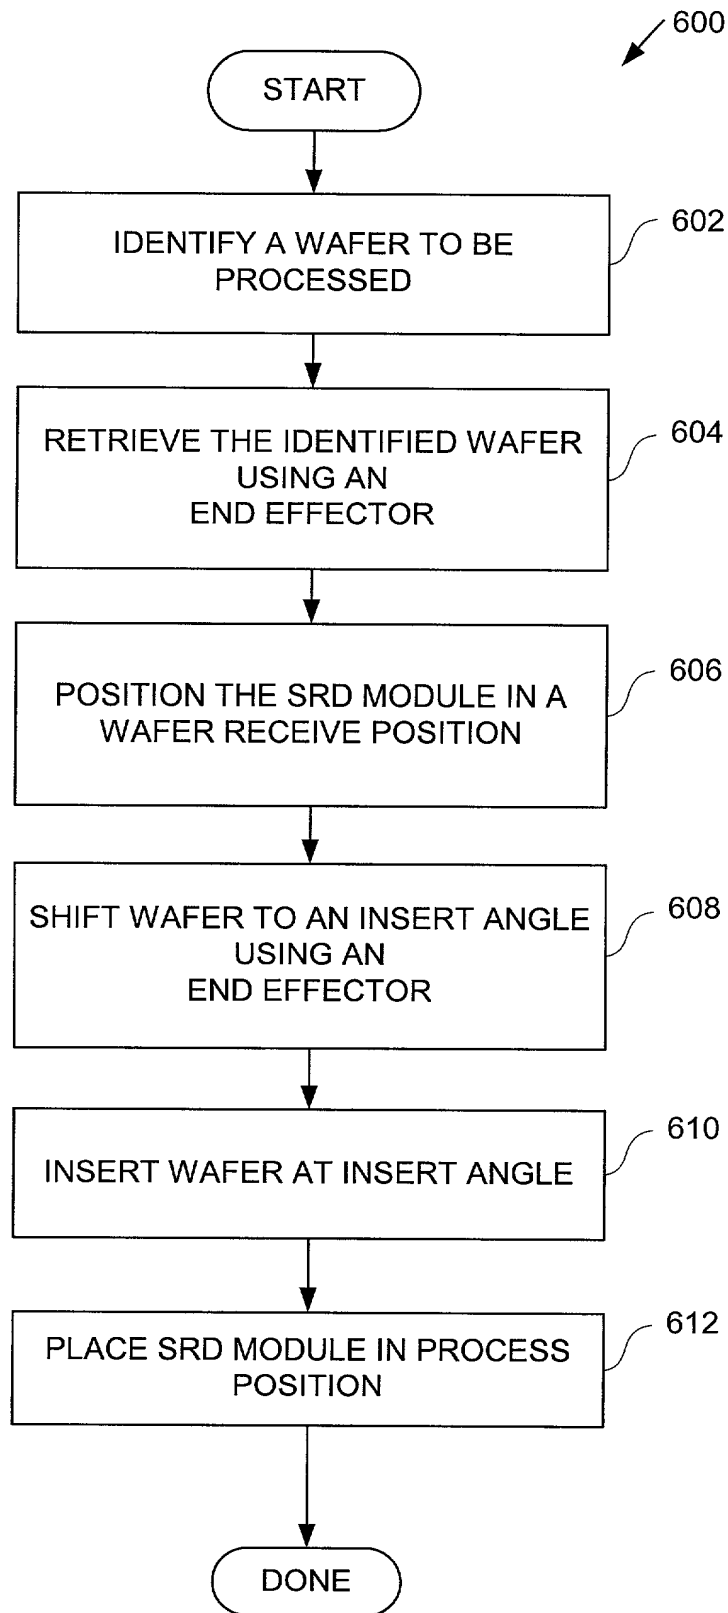 600
START
602
IDENTIFY A WAFER TO BE
PROCESSED
604
RETRIEVE THE IDENTIFIED WAFER
USING AN
END EFFECTOR
606
POSITION THE SRD MODULE IN A
WAFER RECEIVE POSITION
608
SHIFT WAFER TO AN INSERT ANGLE
USING AN
END EFFECTOR
610
INSERT WAFER AT INSERT ANGLE
612
PLACE SRD MODULE IN PROCESS
POSITION
DONE